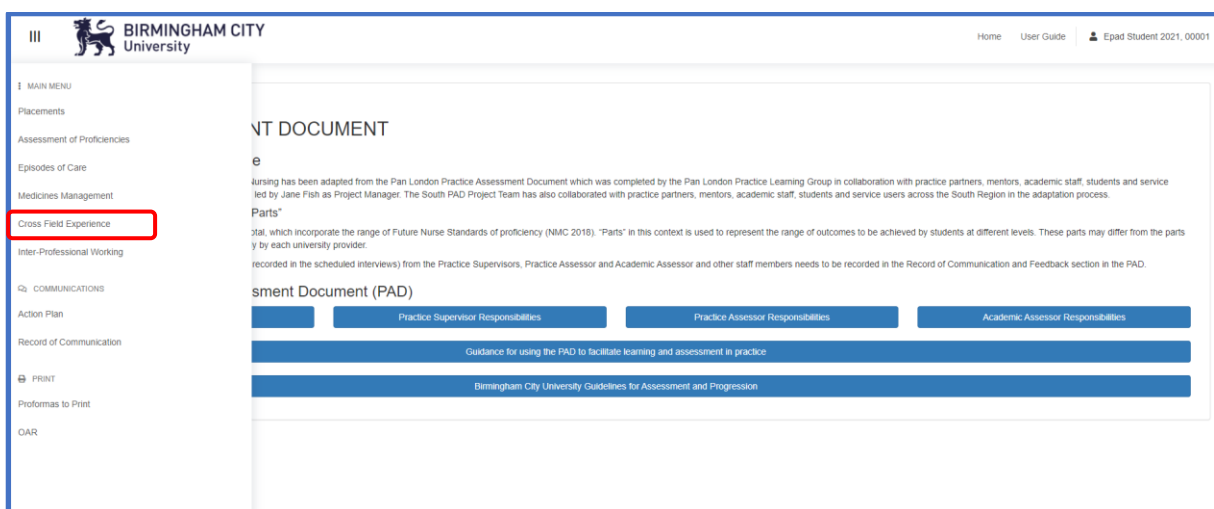 BIRMINGHAM CITY
University
Home User Guide Epad Student 2021, 00001
MAIN MENU
Placements
Assessment of Proficiencies
Episodes of Care
Medicines Management
Cross Field Experience
Inter-Professional Working
COMMUNICATIONS
Action Plan
Record of Communication
PRINT
Proformas to Print
OAR
NT DOCUMENT
e
Nursing has been adapted from the Pan London Practice Assessment Document which was completed by the Pan London Practice Learning Group in collaboration with practice partners, mentors, academic staff, students and service
led by Jane Fish as Project Manager. The South PAD Project Team has also collaborated with practice partners, mentors, academic staff, students and service users across the South Region in the adaptation process.
Parts"
otal, which incorporate the range of Future Nurse Standards of proficiency (NMC 2018). "Parts" in this context is used to represent the range of outcomes to be achieved by students at different levels. These parts may differ from the parts
y by each university provider.
recorded in the scheduled interviews) from the Practice Supervisors, Practice Assessor and Academic Assessor and other staff members needs to be recorded in the Record of Communication and Feedback section in the PAD.
sment Document (PAD)
Practice Supervisor Responsibilities Practice Assessor Responsibilities Academic Assessor Responsibilities
Guidance for using the PAD to facilitate learning and assessment in practice
Birmingham City University Guidelines for Assessment and Progression